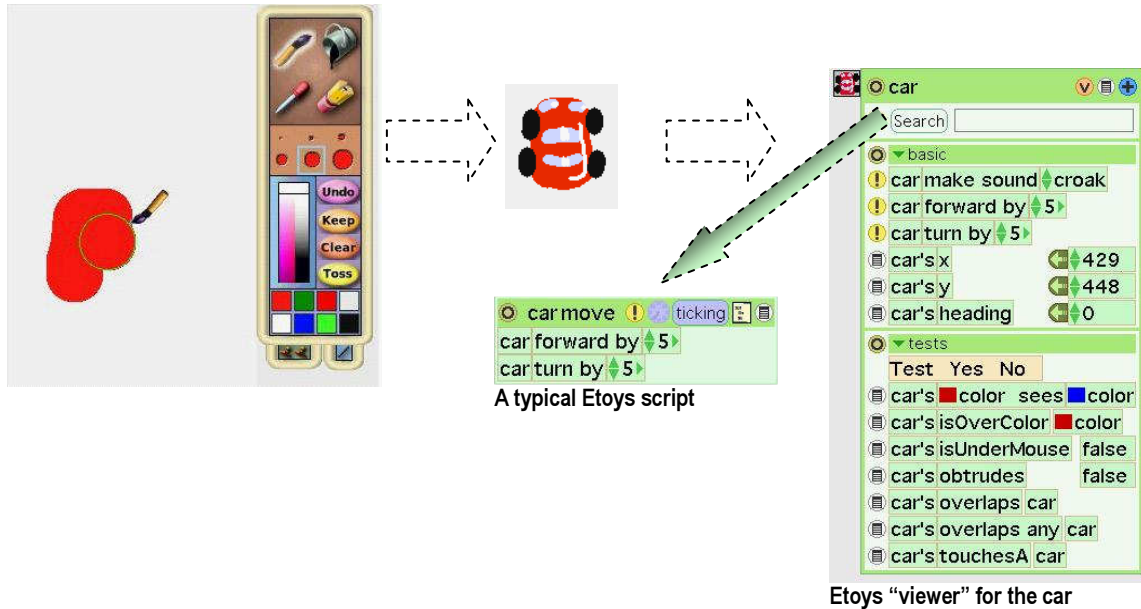 Undo
Keep
Clear
Toss
car move ! ticking
car forward by 5
car turn by 5
A typical Etoys script
car v
Search
basic
! car make sound croak
! car forward by 5
! car turn by 5
car's x 429
car's y 448
car's heading 0
tests
Test Yes No
car's color sees color
car's isOverColor color
car's isUnderMouse false
car's obtrudes false
car's overlaps car
car's overlaps any car
car's touchesA car
Etoys “viewer” for the car